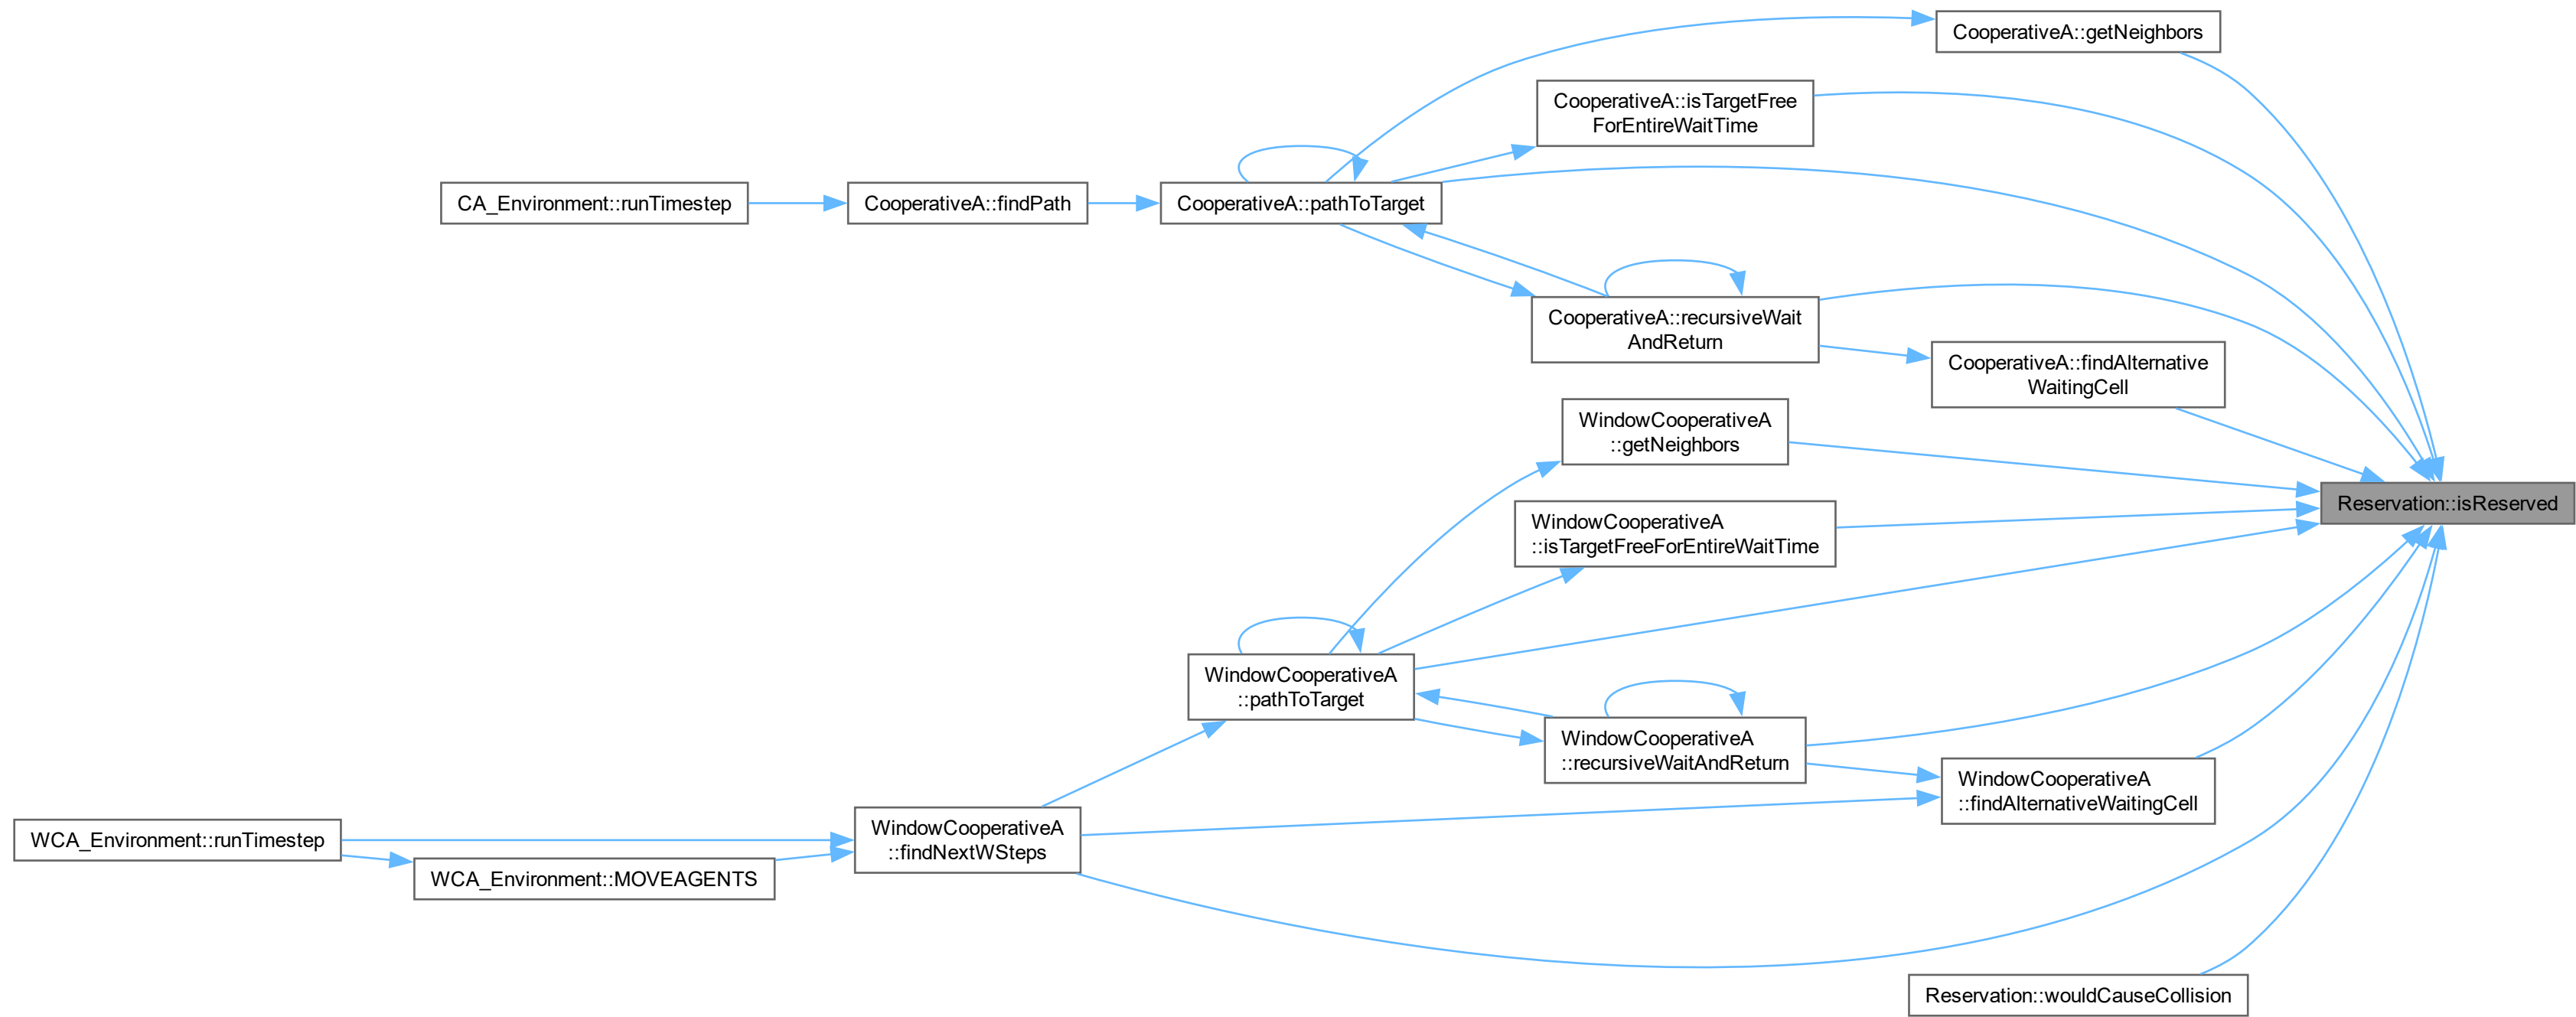 CooperativeA::getNeighbors
CooperativeA::isTargetFree
ForEntireWaitTime
CA_Environment::runTimestep
CooperativeA::findPath
CooperativeA::pathToTarget
CooperativeA::recursiveWait
AndReturn
CooperativeA::findAlternative
WaitingCell
WindowCooperativeA
::getNeighbors
Reservation::isReserved
WindowCooperativeA
::isTargetFreeForEntireWaitTime
WindowCooperativeA
::pathToTarget
WindowCooperativeA
::recursiveWaitAndReturn
WindowCooperativeA
::findAlternativeWaitingCell
WCA_Environment::runTimestep
WindowCooperativeA
::findNextWSteps
WCA_Environment::MOVEAGENTS
Reservation::wouldCauseCollision